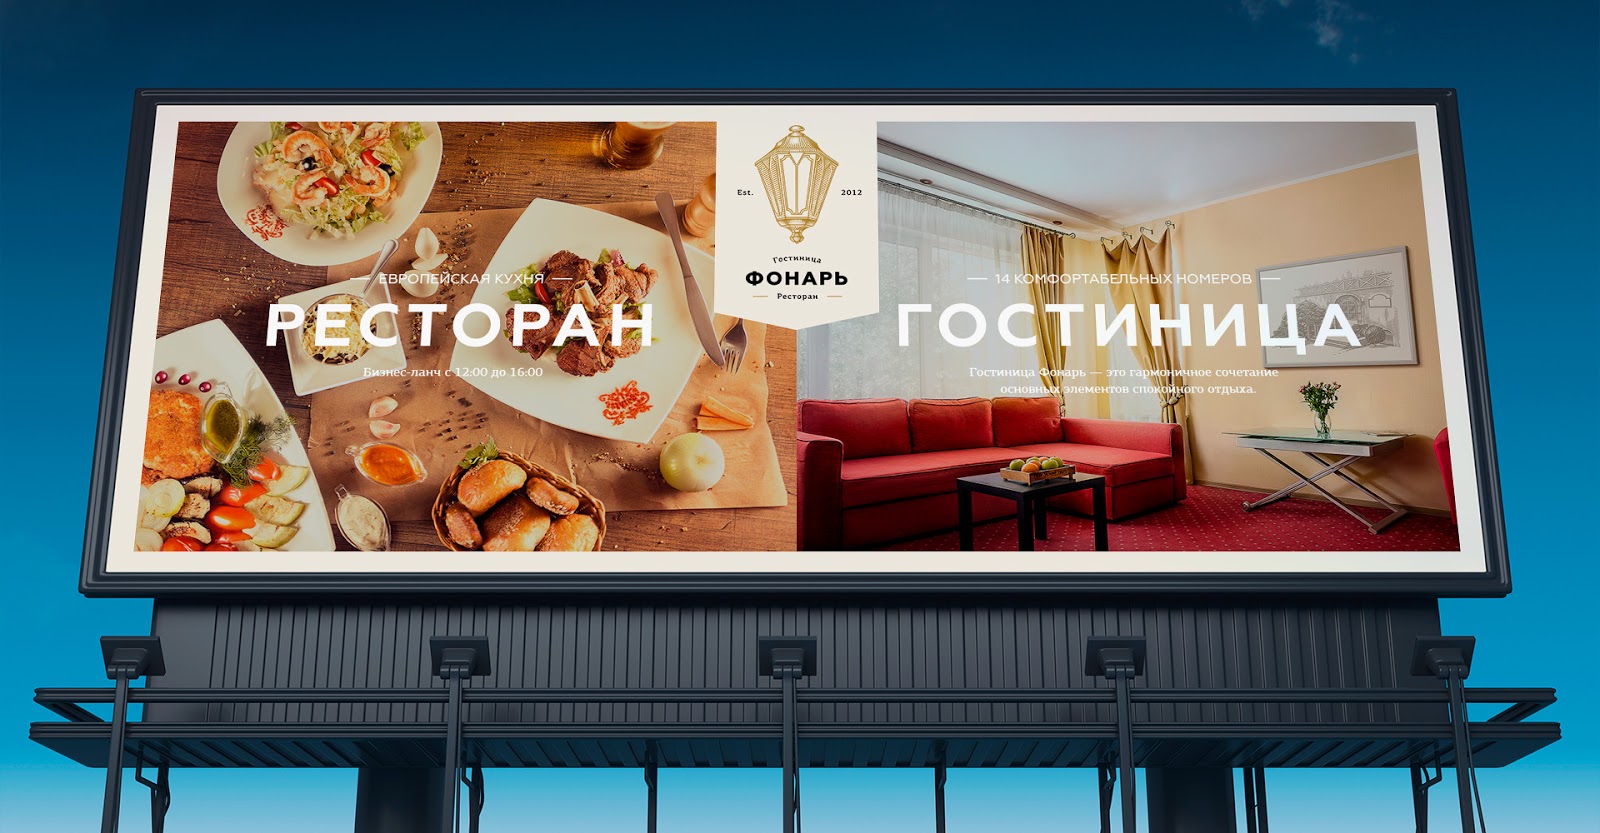 Est. 2012
Гостиница
ФОНАРЬ
Ресторан
ЕВРОПЕЙСКАЯ КУХНЯ
РЕСТОРАН
Бизнес-ланч с 12:00 до 16:00
14 КОМФОРТАБЕЛЬНЫХ НОМЕРОВ
ГОСТИНИЦА
Гостиница Фонарь — это гармоничное сочетание
основных элементов спокойного отдыха.